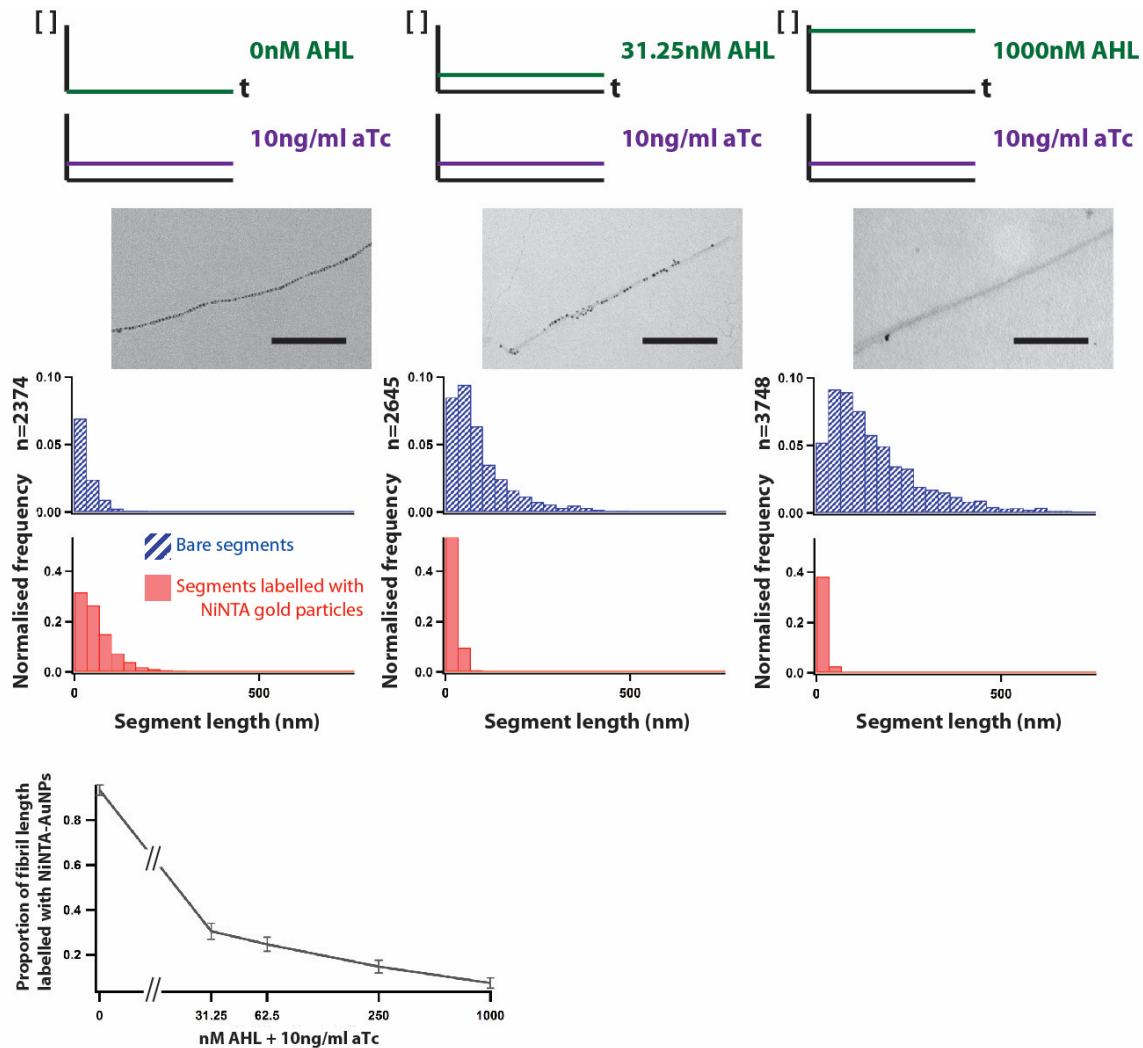 [ ]
0nM AHL
t
10ng/ml aTc
[ ]
31.25nM AHL
t
10ng/ml aTc
[ ]
1000nM AHL
t
10ng/ml aTc
Normalised frequency n=2374
0.10
0.05
0.00
Bare segments
Segments labelled with
NiNTA gold particles
0.4
0.2
0.0
0
500
Segment length (nm)
Normalised frequency n=2645
0.10
0.05
0.00
0.4
0.2
0.0
0
500
Segment length (nm)
Normalised frequency n=3748
0.10
0.05
0.00
0.4
0.2
0.0
0
500
Segment length (nm)
Proportion of fibril length
labelled with NiNTA-AuNPs
0.8
0.6
0.4
0.2
0
31.25
62.5
250
1000
nM AHL + 10ng/ml aTc